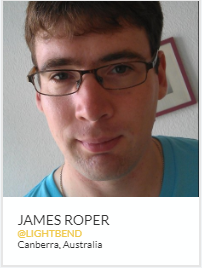 JAMES ROPER
@LIGHTBEND
Canberra, Australia